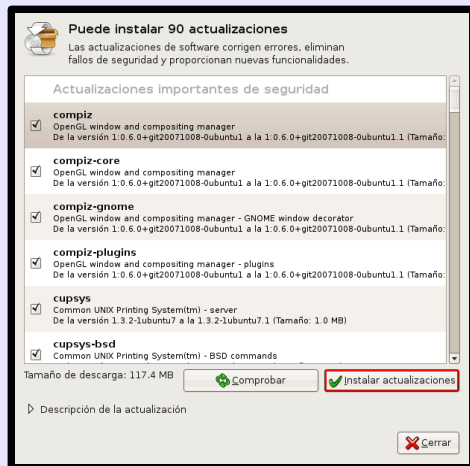 Puede instalar 90 actualizaciones
Las actualizaciones de software corrigen errores, eliminan
fallos de seguridad y proporcionan nuevas funcionalidades.
Actualizaciones importantes de seguridad
compiz
OpenGL window and compositing manager
De la versión 1:0.6.0+git20071008-0ubuntu1 a la 1:0.6.0+git20071008-0ubuntu1.1 (Tamaño:
compiz-core
OpenGL window and compositing manager
De la versión 1:0.6.0+git20071008-0ubuntu1 a la 1:0.6.0+git20071008-0ubuntu1.1 (Tamaño:
compiz-gnome
OpenGL window and compositing manager - GNOME window decorator
De la versión 1:0.6.0+git20071008-0ubuntu1 a la 1:0.6.0+git20071008-0ubuntu1.1 (Tamaño:
compiz-plugins
OpenGL window and compositing manager - plugins
De la versión 1:0.6.0+git20071008-0ubuntu1 a la 1:0.6.0+git20071008-0ubuntu1.1 (Tamaño:
cupsys
Common UNIX Printing System(tm) - server
De la versión 1.3.2-1ubuntu7 a la 1.3.2-1ubuntu7.1 (Tamaño: 1.0 MB)
cupsys-bsd
Common UNIX Printing System(tm) - BSD commands
Tamaño de descarga: 117.4 MB
Comprobar
Instalar actualizaciones
Descripción de la actualización
Cerrar